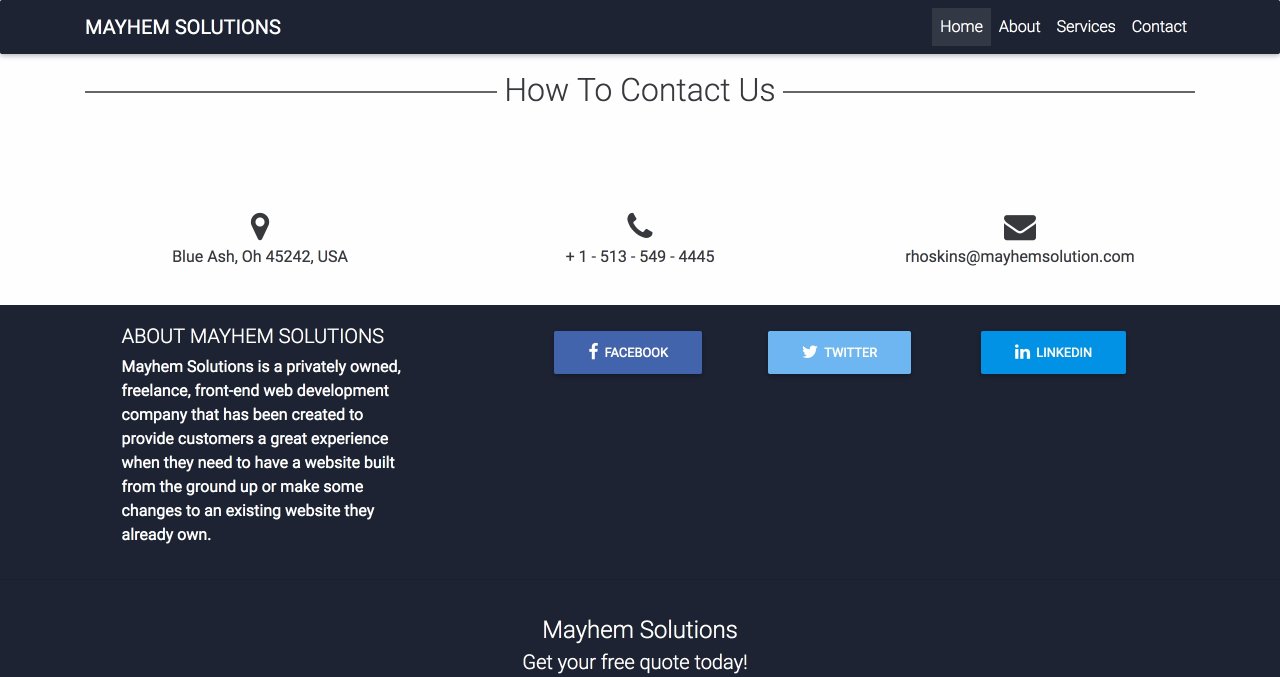 MAYHEM SOLUTIONS
Home About Services Contact
How To Contact Us
Blue Ash, Oh 45242, USA
+ 1 - 513 - 549 - 4445
rhoskins@mayhemsolution.com
ABOUT MAYHEM SOLUTIONS
Mayhem Solutions is a privately owned,
freelance, front-end web development
company that has been created to
provide customers a great experience
when they need to have a website built
from the ground up or make some
changes to an existing website they
already own.
FACEBOOK
TWITTER
LINKEDIN
Mayhem Solutions
Get your free quote today!